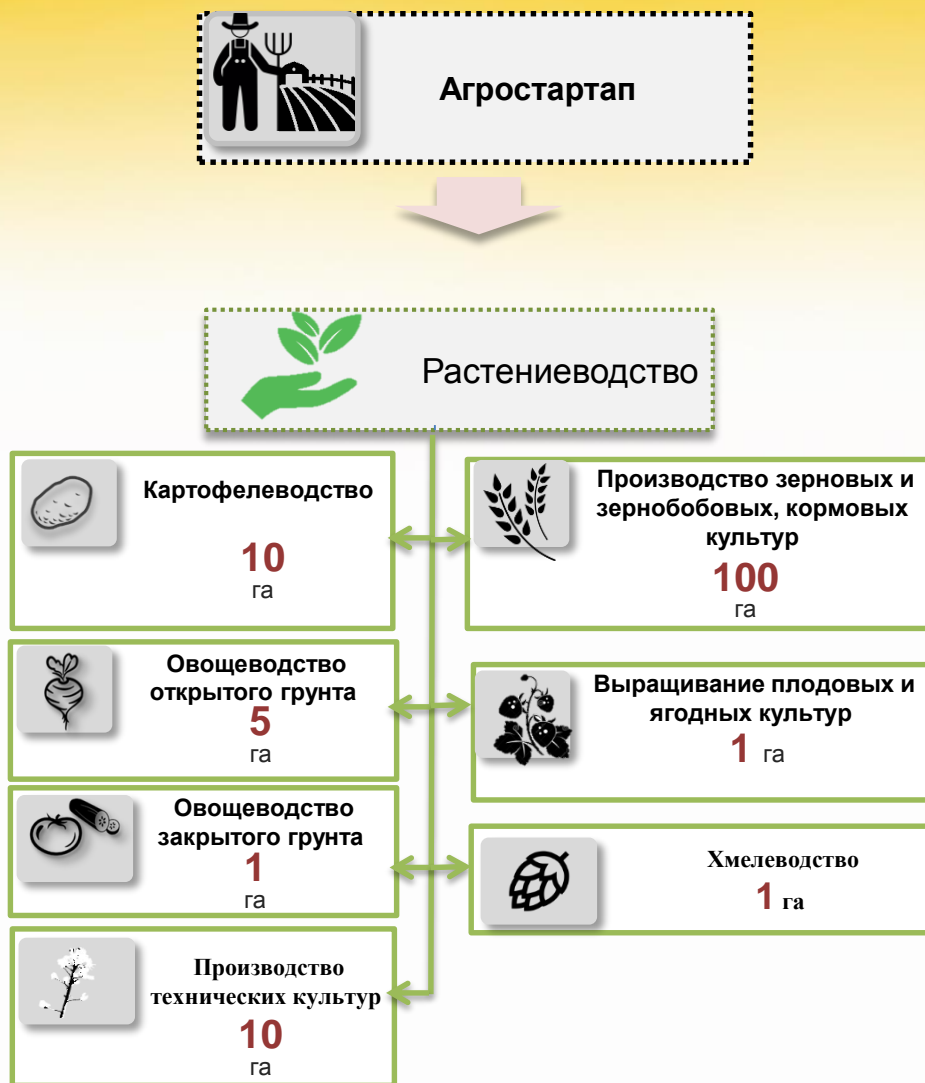 Агростартап
Растениеводство
Картофелеводство
10
га
Производство зерновых и
зернобобовых, кормовых
культур
100
га
Овощеводство
открытого грунта
5
га
Выращивание плодовых и
ягодных культур
1 га
Овощеводство
закрытого грунта
1
га
Хмелеводство
1 га
Производство
технических культур
10
га